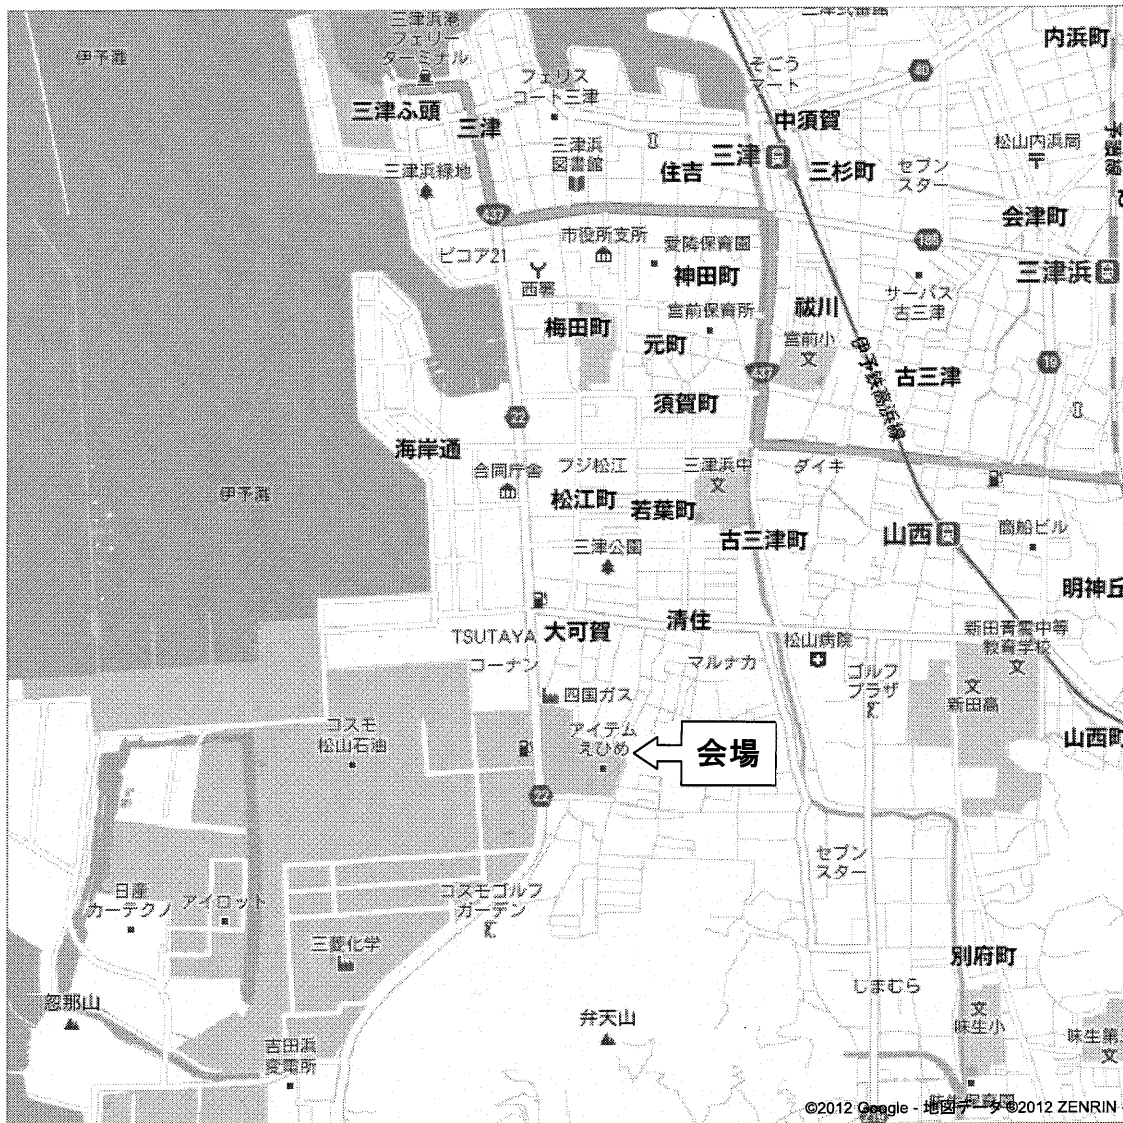 三津浜港
フェリー
ターミナル
内浜町
伊予灘
そごう
マート
フェリス
コート三津
三津ふ頭
三津
中須賀
松山内浜局
三津浜
図書館
住吉
三津
三杉町
セブン
スター
三津浜緑地
会津町
437
市役所支所
愛隣保育園
ピコア21
西署
神田町
三津浜
サーパス
古三津
宮前保育所
祓川
梅田町
元町
宮前小
伊予鉄高浜線
19
437
古三津
須賀町
22
海岸通
合同庁舎
フジ松江
三津浜中
ダイキ
伊予灘
松江町
若葉町
古三津町
山西
商船ビル
三津公園
明神丘
TSUTAYA
大可賀
清住
松山病院
新田青雲中等
教育学校
コーナン
マルナカ
ゴルフ
プラザ
新田高
四国ガス
コスモ
松山石油
アイテム
えひめ
会場
山西町
22
セブン
スター
日産
カーテクノ
アイロット
コスモゴルフ
ガーデン
三菱化学
別府町
しまむら
忽那山
弁天山
味生小
味生第
吉田浜
変電所
©2012 Google - 地図データ ©2012 ZENRIN